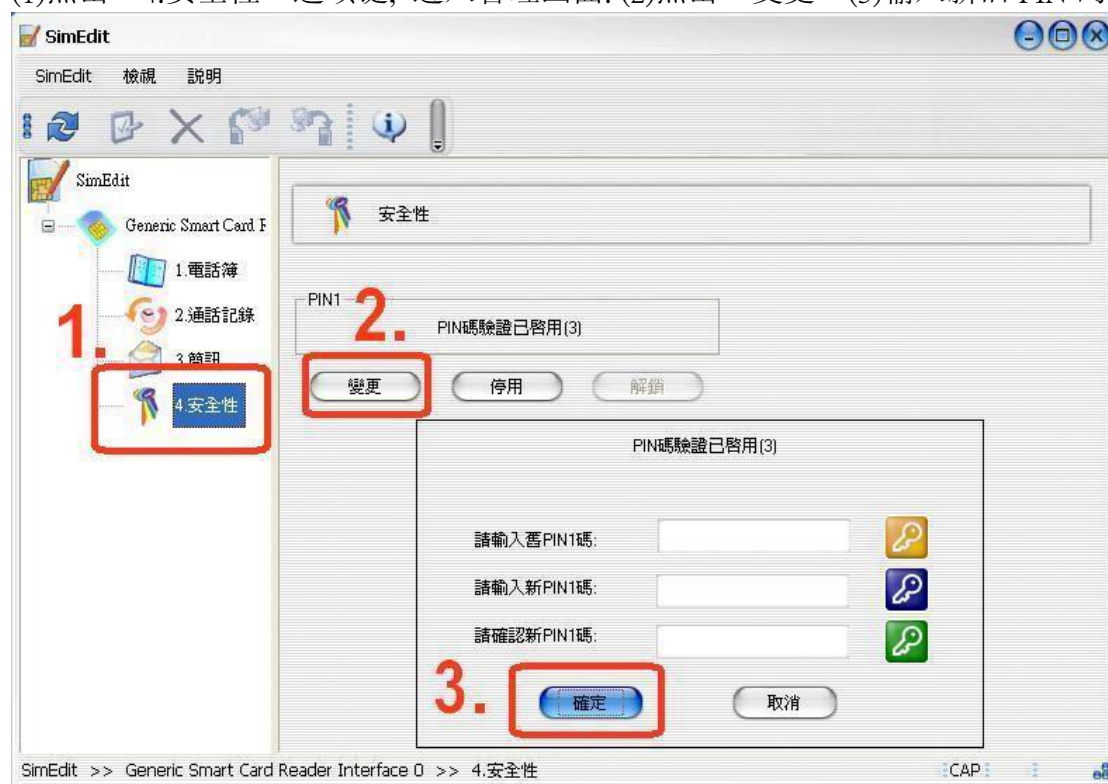 SimEdit
SimEdit 檢視 説明
SimEdit
Generic Smart Card F
安全性
1.電話簿
2.通話記錄
3.簡訊
4.安全性
1.
PIN1
2.
PIN碼驗證已啓用(3)
變更 停用 解鎖
PIN碼驗證已啓用(3)
請輸入舊PIN1碼:
請輸入新PIN1碼:
請確認新PIN1碼:
3.
確定 取消
SimEdit >> Generic Smart Card Reader Interface 0 >> 4.安全性 CAP